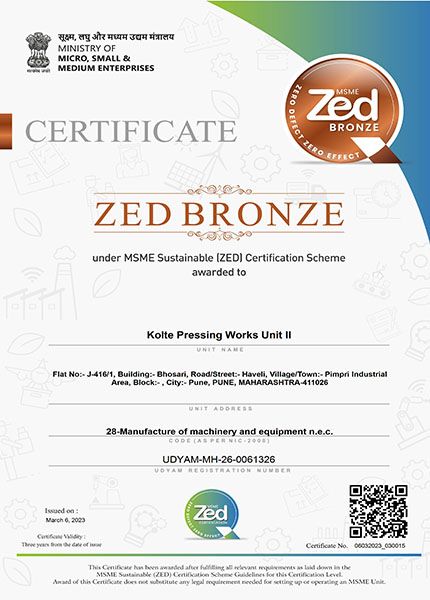 सूक्ष्म, लघु और मध्यम उद्यम मंत्रालय
MINISTRY OF
MICRO, SMALL &
MEDIUM ENTERPRISES
सत्यमेव जयते
MSME
Zed
BRONZE
ZERO DEFECT ZERO EFFECT
CERTIFICATE
ZED BRONZE
under MSME Sustainable (ZED) Certification Scheme
awarded to
Kolte Pressing Works Unit II
UNIT NAME
Flat No:- J-416/1, Building:- Bhosari, Road/Street:- Haveli, Village/Town:- Pimpri Industrial
Area, Block:- , City:- Pune, PUNE, MAHARASHTRA-411026
UNIT ADDRESS
28-Manufacture of machinery and equipment n.e.c.
CODE (AS PER NIC-2008)
UDYAM-MH-26-0061326
UDYAM REGISTRATION NUMBER
Issued on :
March 6, 2023
Certificate Validity :
Three years from the date of issue
MSME
Zed
CERTIFICATION
ZERO DEFECT ZERO EFFECT
Certificate No. 06032023_030015
This Certificate has been awarded after fulfilling all relevant requirements as laid down in the
MSME Sustainable (ZED) Certification Scheme Guidelines for this Certification Level.
Award of this Certificate does not substitute any legal requirement needed for setting up or operating an MSME Unit.